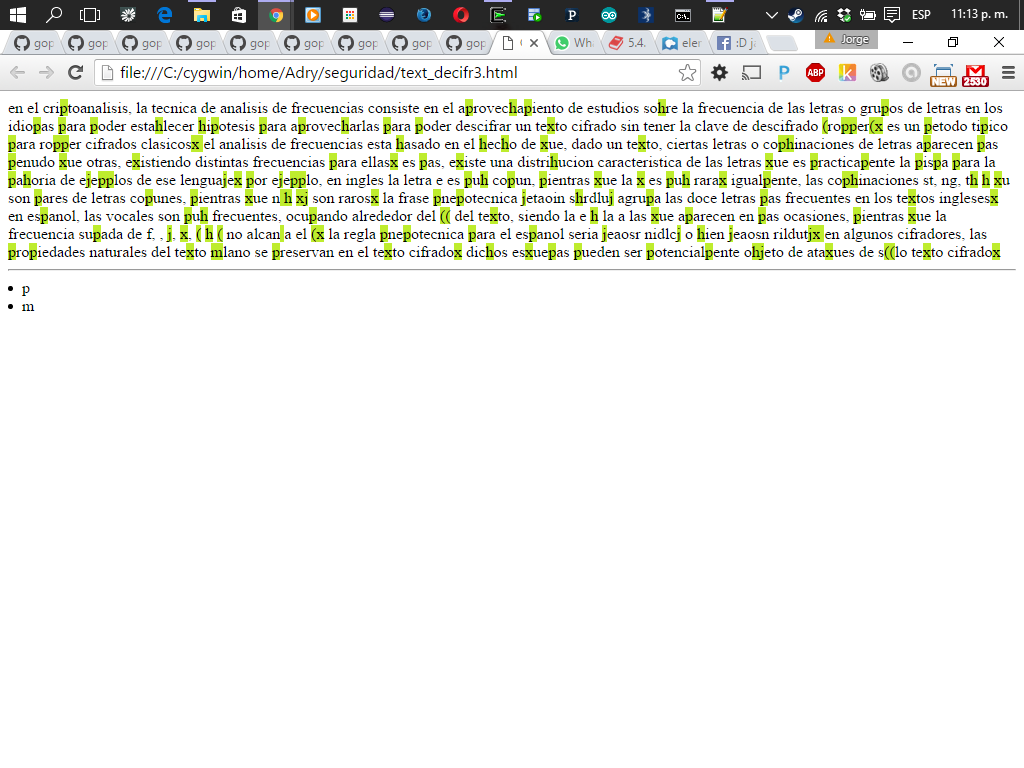 ESP 11:13 p. m.
gop gop gop gop gop gop gop gop gop Wh 5.4. eler :D ja Jorge
file:///C:/cygwin/home/Adry/seguridad/text_decifr3.html
P ABP k NEW 2530
en el criptoanalisis, la tecnica de analisis de frecuencias consiste en el aprovechapiento de estudios sohre la frecuencia de las letras o grupos de letras en los
idiopas para poder estahlecer hipotesis para aprovecharlas para poder descifrar un texto cifrado sin tener la clave de descifrado (ropper(x es un petodo tipico
para ropper cifrados clasicosx el analisis de frecuencias esta hasado en el hecho de xue, dado un texto, ciertas letras o cophinaciones de letras aparecen pas
penudo xue otras, existiendo distintas frecuencias para ellasx es pas, existe una distrihucion caracteristica de las letras xue es practicapente la pispa para la
pahoria de ejepplos de ese lenguajex por ejepplo, en ingles la letra e es puh copun, pientras xue la x es puh rarax igualpente, las cophinaciones st, ng, th h xu
son pares de letras copunes, pientras xue n h xj son rarosx la frase pnepotecnica jetaoin shrdluj agrupa las doce letras pas frecuentes en los textos inglesesx
en espanol, las vocales son puh frecuentes, ocupando alrededor del (( del texto, siendo la e h la a las xue aparecen en pas ocasiones, pientras xue la
frecuencia supada de f, , j, x, ( h ( no alcan a el (x la regla pnepotecnica para el espanol seria jeaosr nidlcj o hien jeaosn rildutjx en algunos cifradores, las
propiedades naturales del texto mlano se preservan en el texto cifradox dichos esxuepas pueden ser potencialpente ohjeto de ataxues de s((lo texto cifradox
p
m